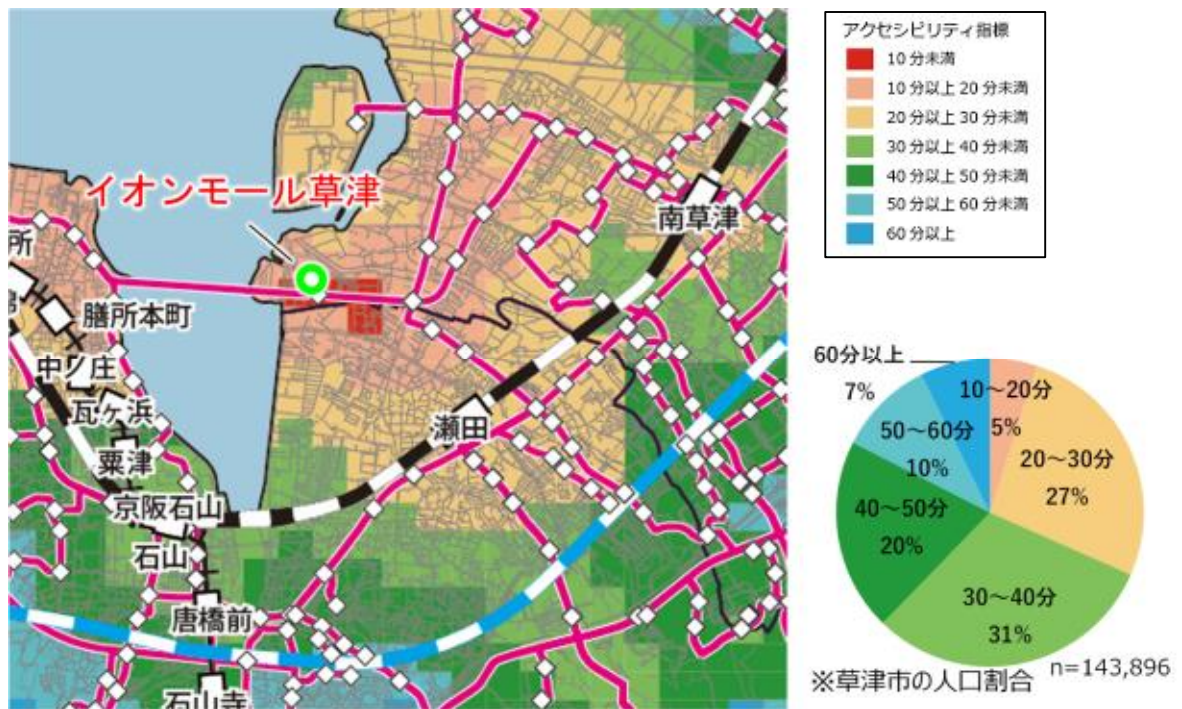 イオンモール草津
南草津
所
膳所本町
中ノ庄
瓦ヶ浜
粟津
瀬田
京阪石山
石山
唐橋前
石山寺
アクセシビリティ指標
10分未満
10分以上20分未満
20分以上30分未満
30分以上40分未満
40分以上50分未満
50分以上60分未満
60分以上
60分以上
7%
10～20分
5%
50～60分
10%
20～30分
27%
40～50分
20%
30～40分
31%
n=143,896
※草津市の人口割合